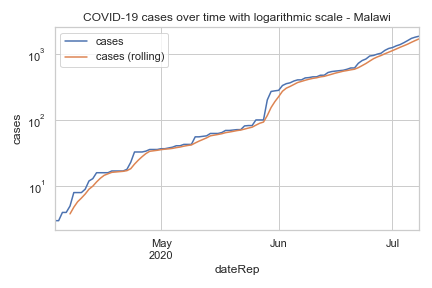 COVID-19 cases over time with logarithmic scale - Malawi
cases
cases (rolling)
10³
10²
10¹
cases
May
2020
Jun
Jul
dateRep